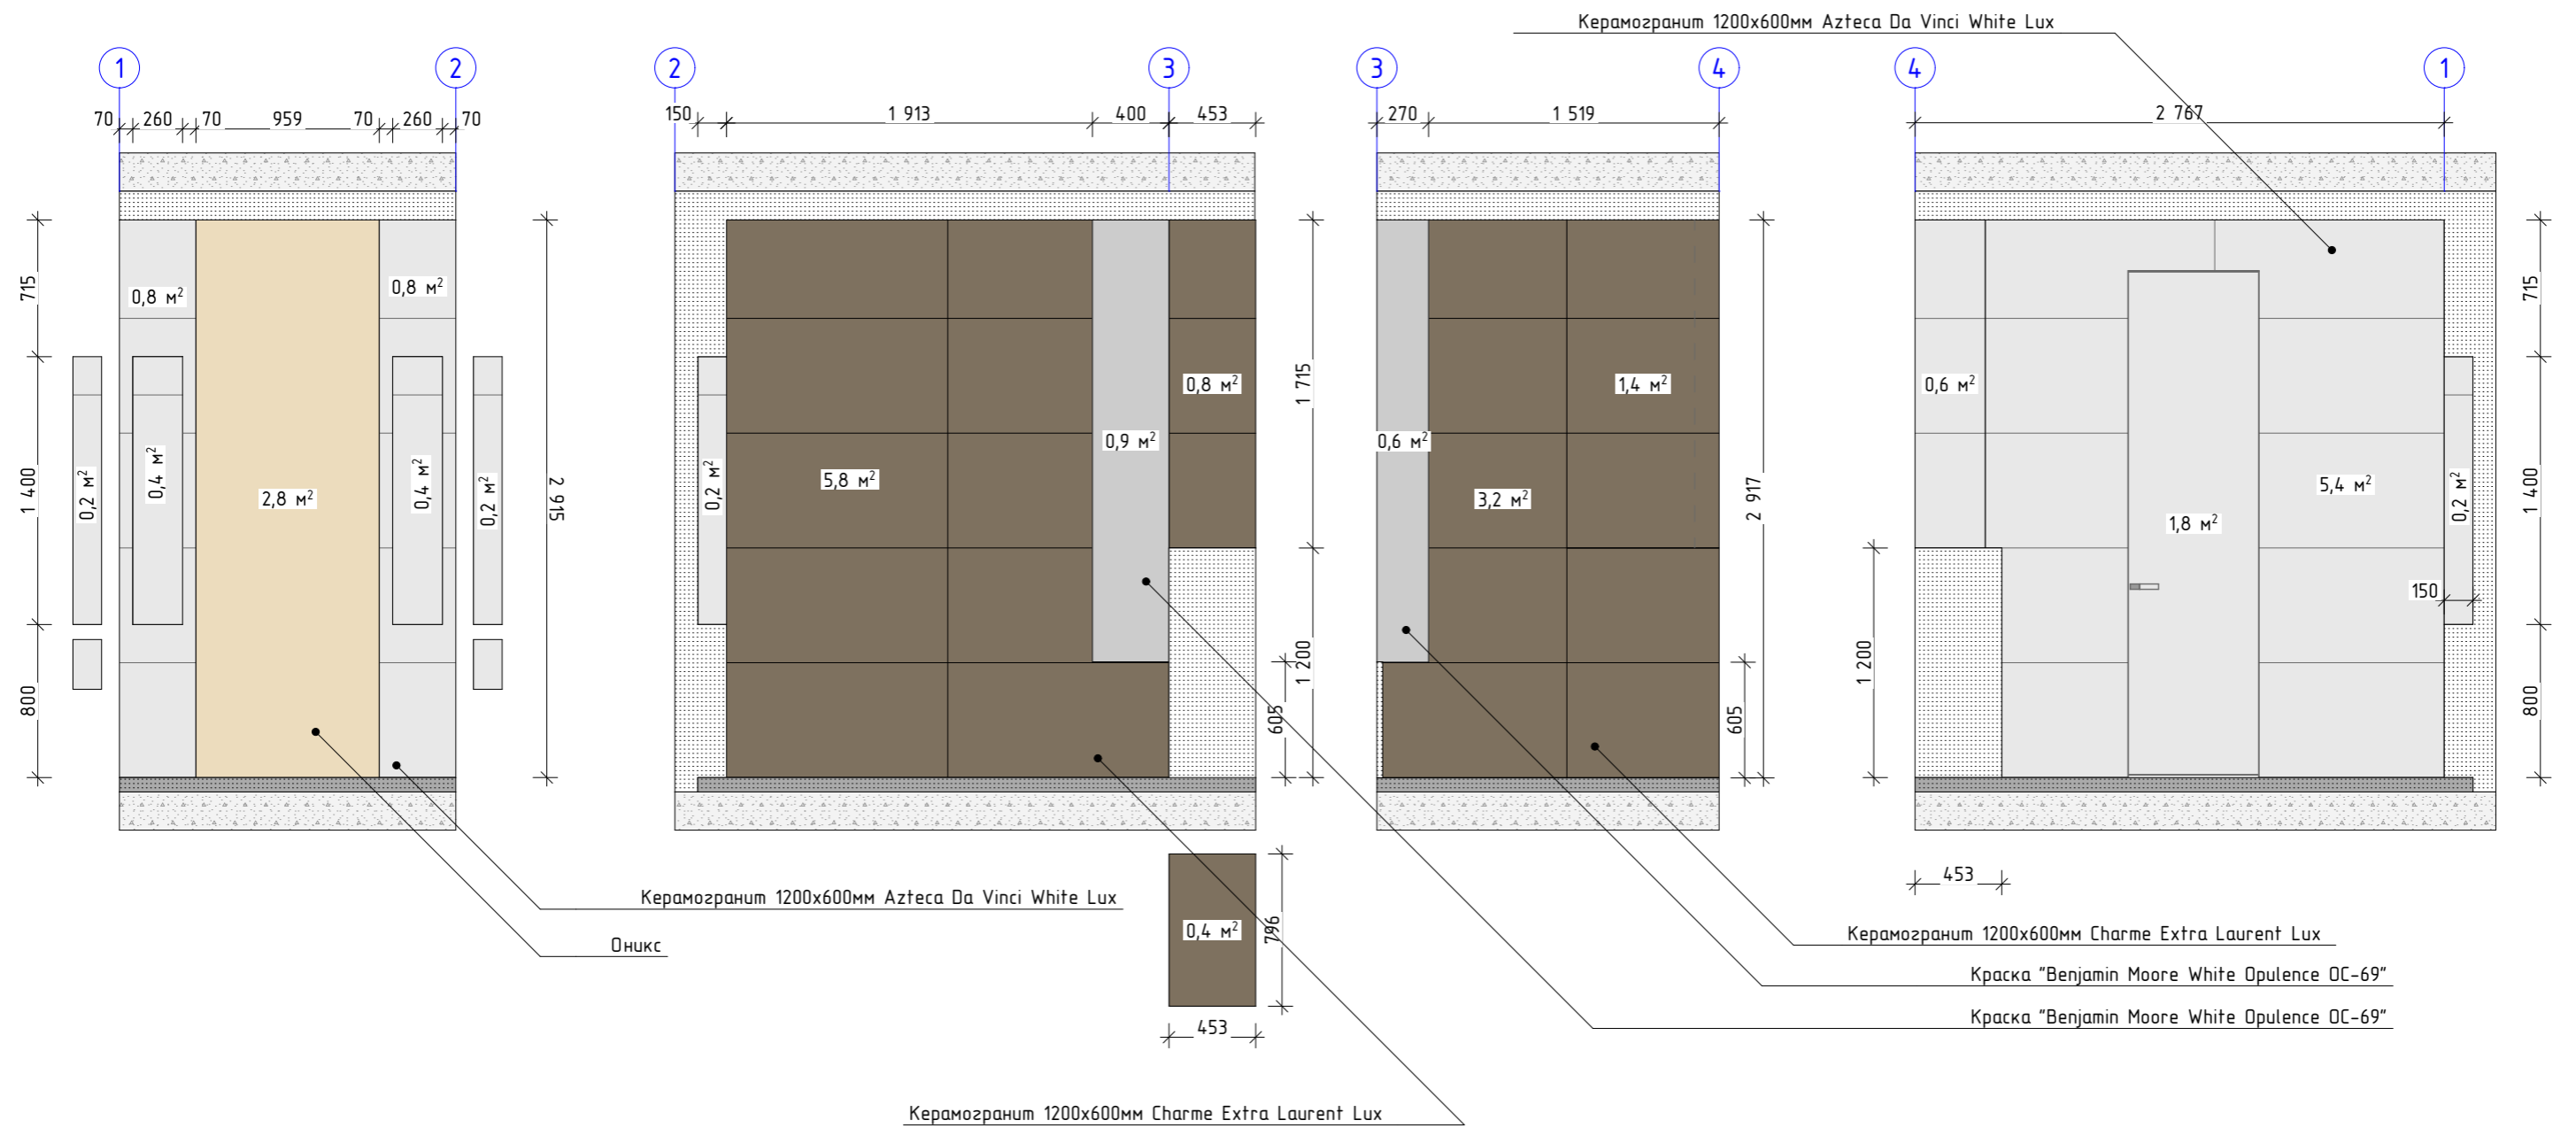 Керамогранит 1200х600мм Azteca Da Vinci White Lux
1 2 2 3 3 4 4 1
70 260 70 959 70 260 70
150 1 913 400 453
270 1 519
2 767
715
1 400
800
0,8 м²
0,8 м²
0,2 м²
0,4 м²
2,8 м²
0,4 м²
0,2 м²
2 915
0,2 м²
5,8 м²
0,9 м²
0,8 м²
1 715
1 200
605
0,6 м²
3,2 м²
1,4 м²
2 917
605
0,6 м²
1,8 м²
5,4 м²
0,2 м²
150
1 200
715
1 400
800
453
Керамогранит 1200х600мм Azteca Da Vinci White Lux
Оникс
0,4 м²
796
453
Керамогранит 1200х600мм Charme Extra Laurent Lux
Краска "Benjamin Moore White Opulence OC-69"
Краска "Benjamin Moore White Opulence OC-69"
Керамогранит 1200х600мм Charme Extra Laurent Lux